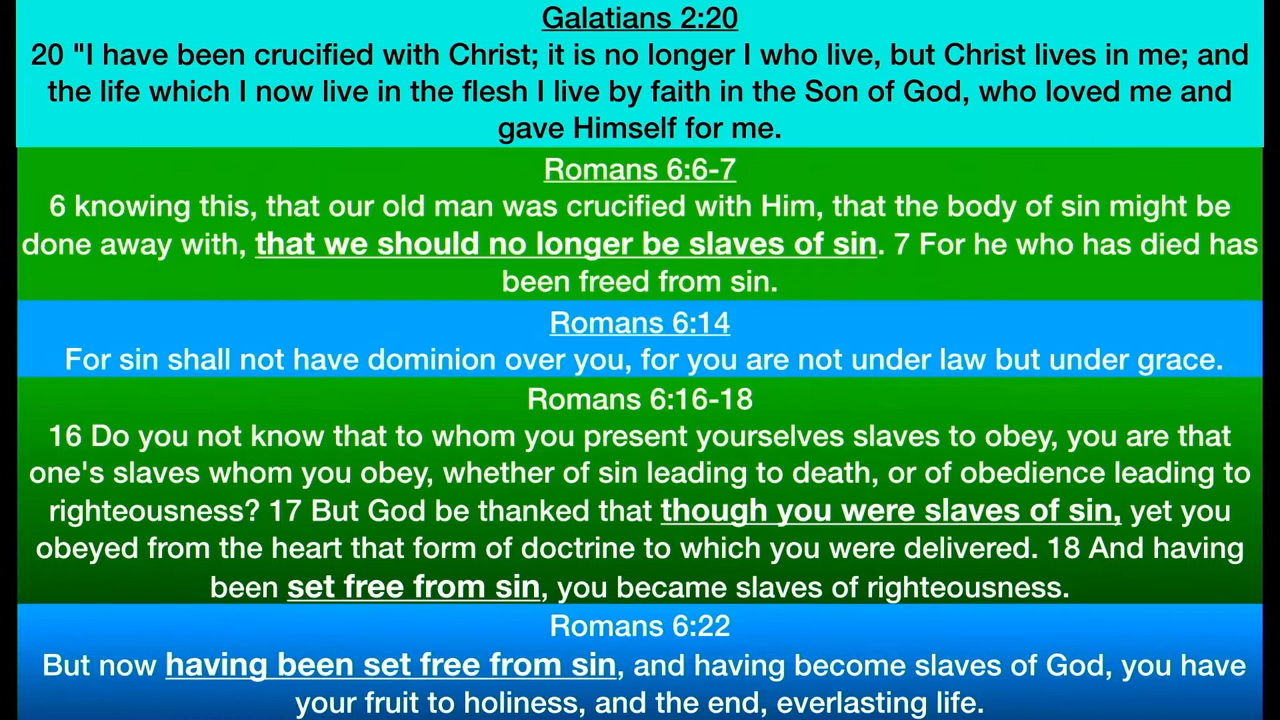 Galatians 2:20
20 "I have been crucified with Christ; it is no longer I who live, but Christ lives in me; and
the life which I now live in the flesh I live by faith in the Son of God, who loved me and
gave Himself for me.
Romans 6:6-7
6 knowing this, that our old man was crucified with Him, that the body of sin might be
done away with, that we should no longer be slaves of sin. 7 For he who has died has
been freed from sin.
Romans 6:14
For sin shall not have dominion over you, for you are not under law but under grace.
Romans 6:16-18
16 Do you not know that to whom you present yourselves slaves to obey, you are that
one's slaves whom you obey, whether of sin leading to death, or of obedience leading to
righteousness? 17 But God be thanked that though you were slaves of sin, yet you
obeyed from the heart that form of doctrine to which you were delivered. 18 And having
been set free from sin, you became slaves of righteousness.
Romans 6:22
But now having been set free from sin, and having become slaves of God, you have
your fruit to holiness, and the end, everlasting life.